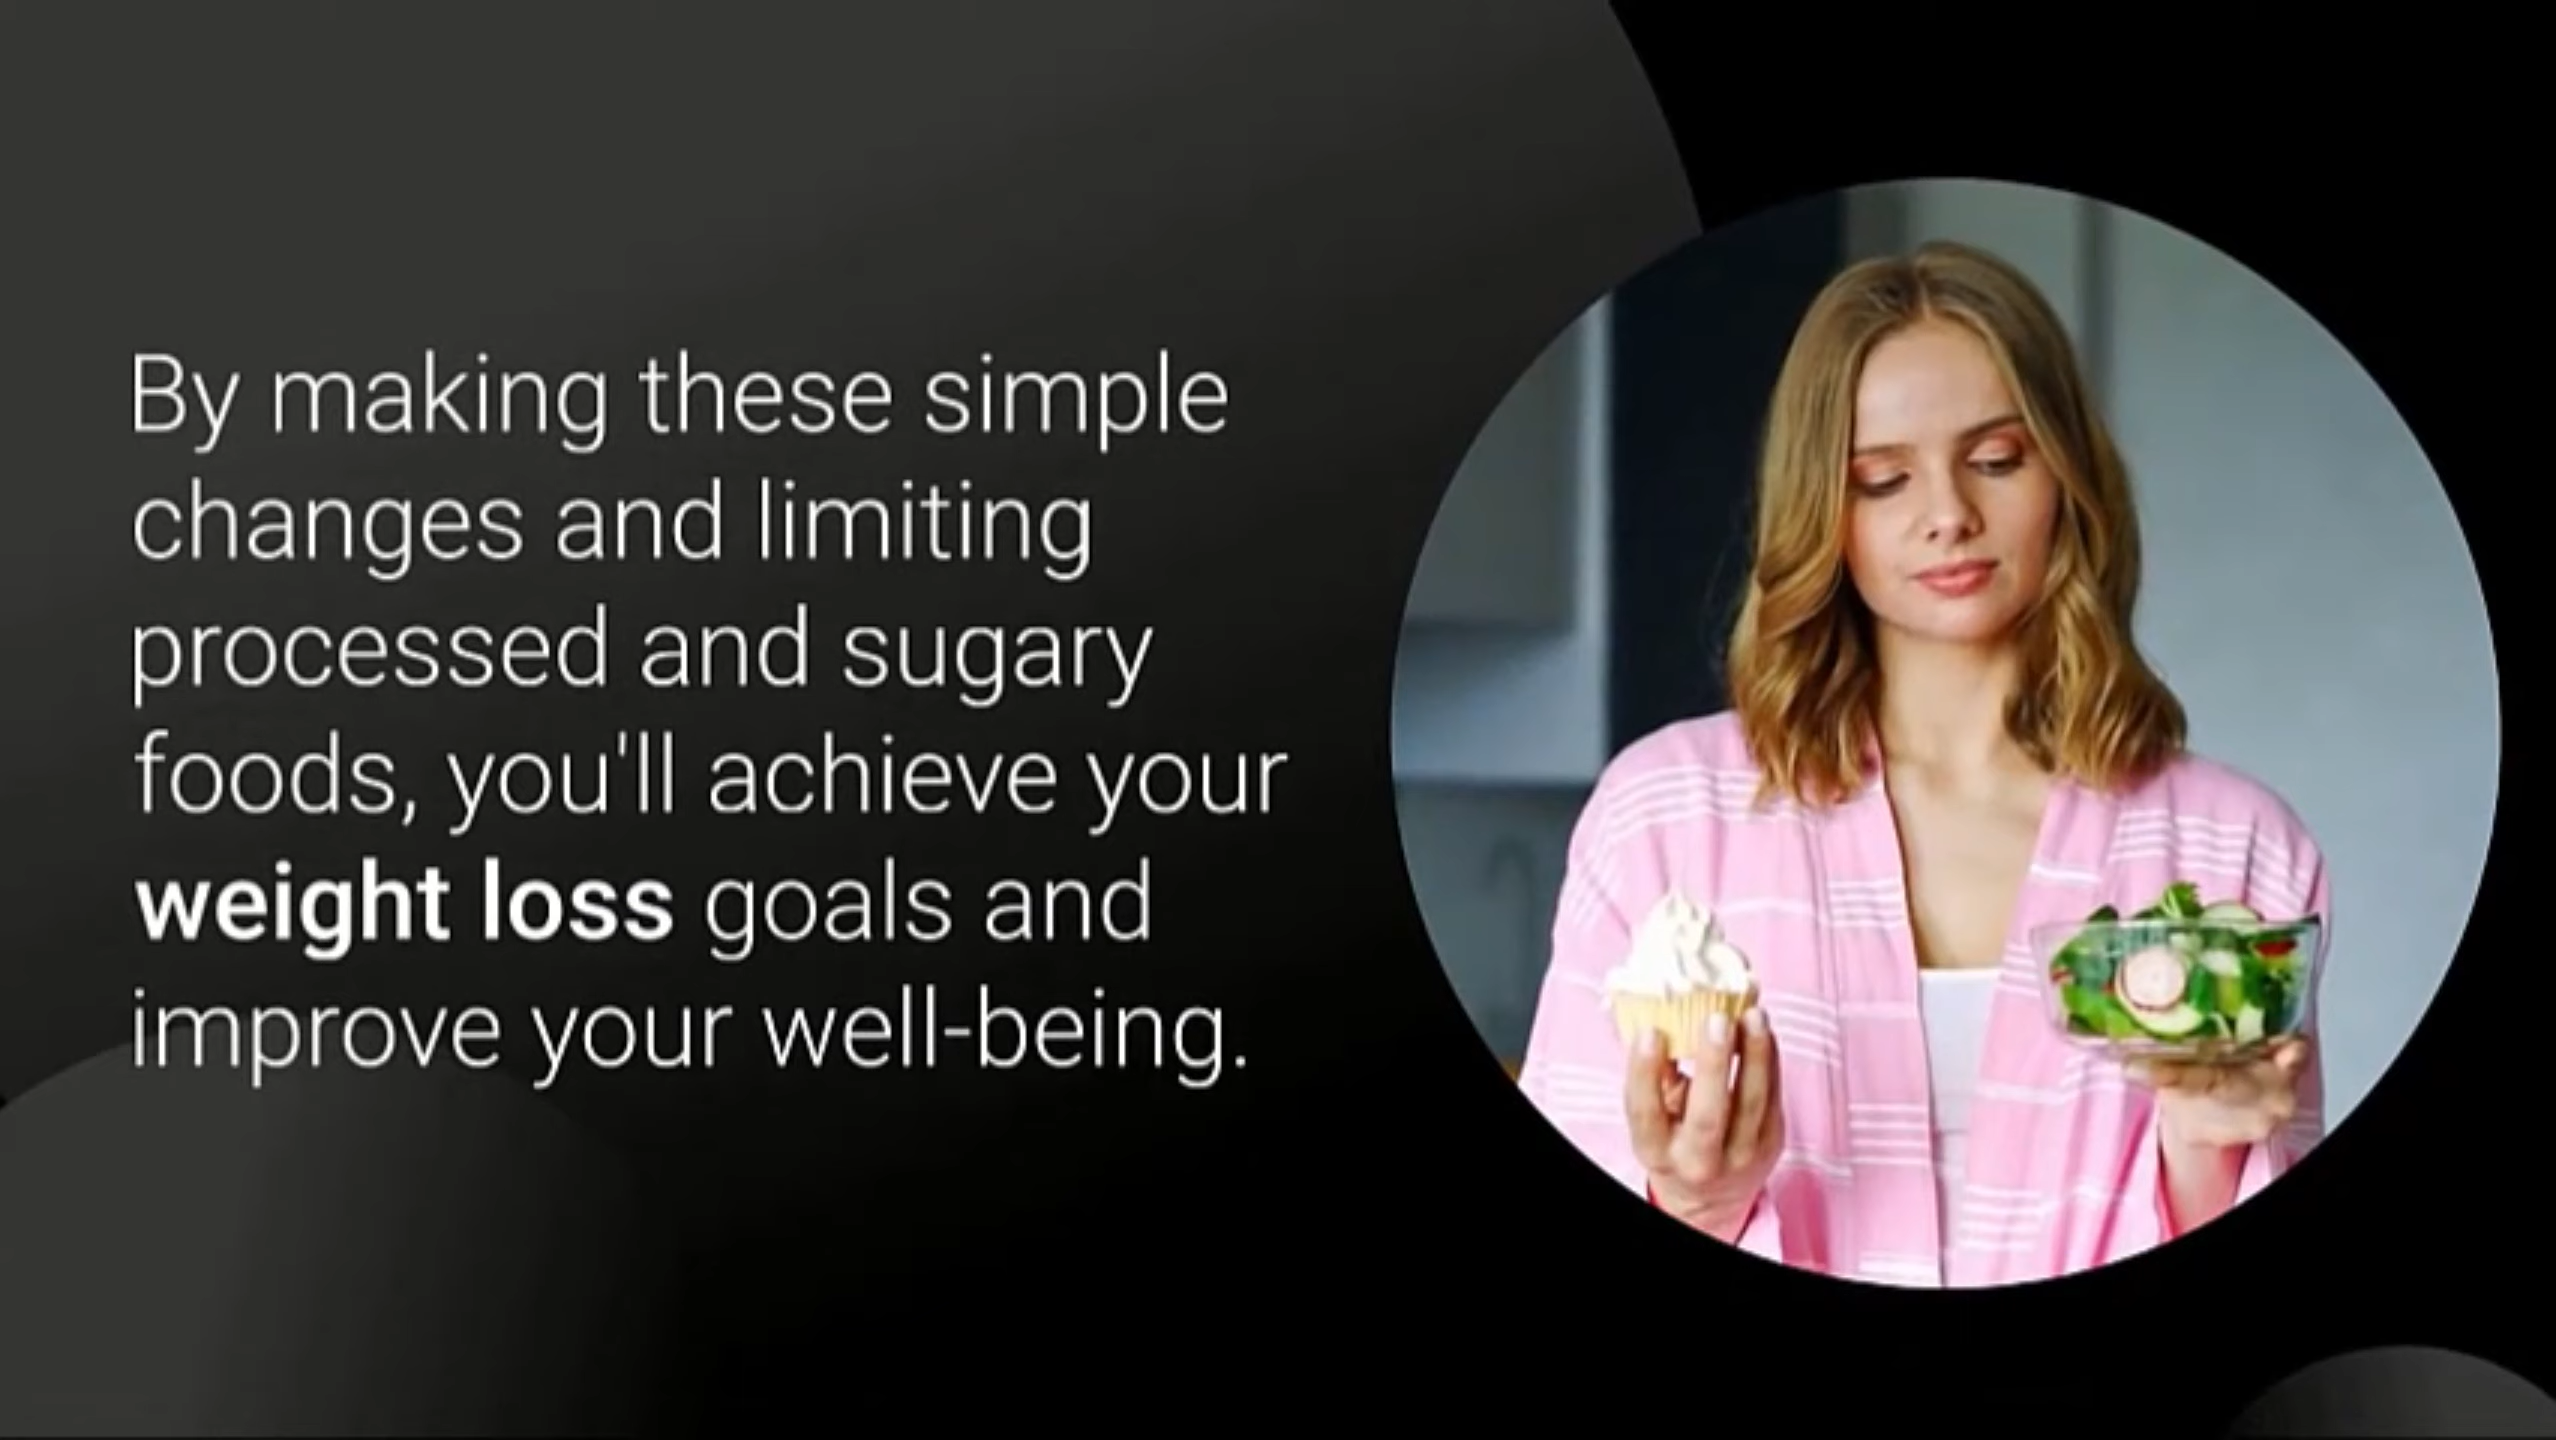 By making these simple
changes and limiting
processed and sugary
foods, you'll achieve your
weight loss goals and
improve your well-being.